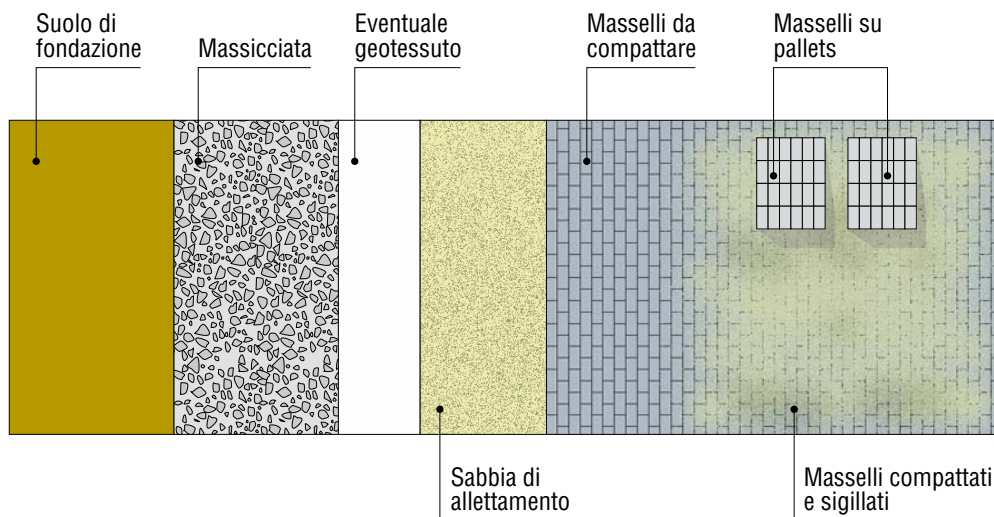 Suolo di
fondazione
Massicciata
Eventuale
geotessuto
Masselli da
compattare
Masselli su
pallets
Sabbia di
allettamento
Masselli compattati
e sigillati